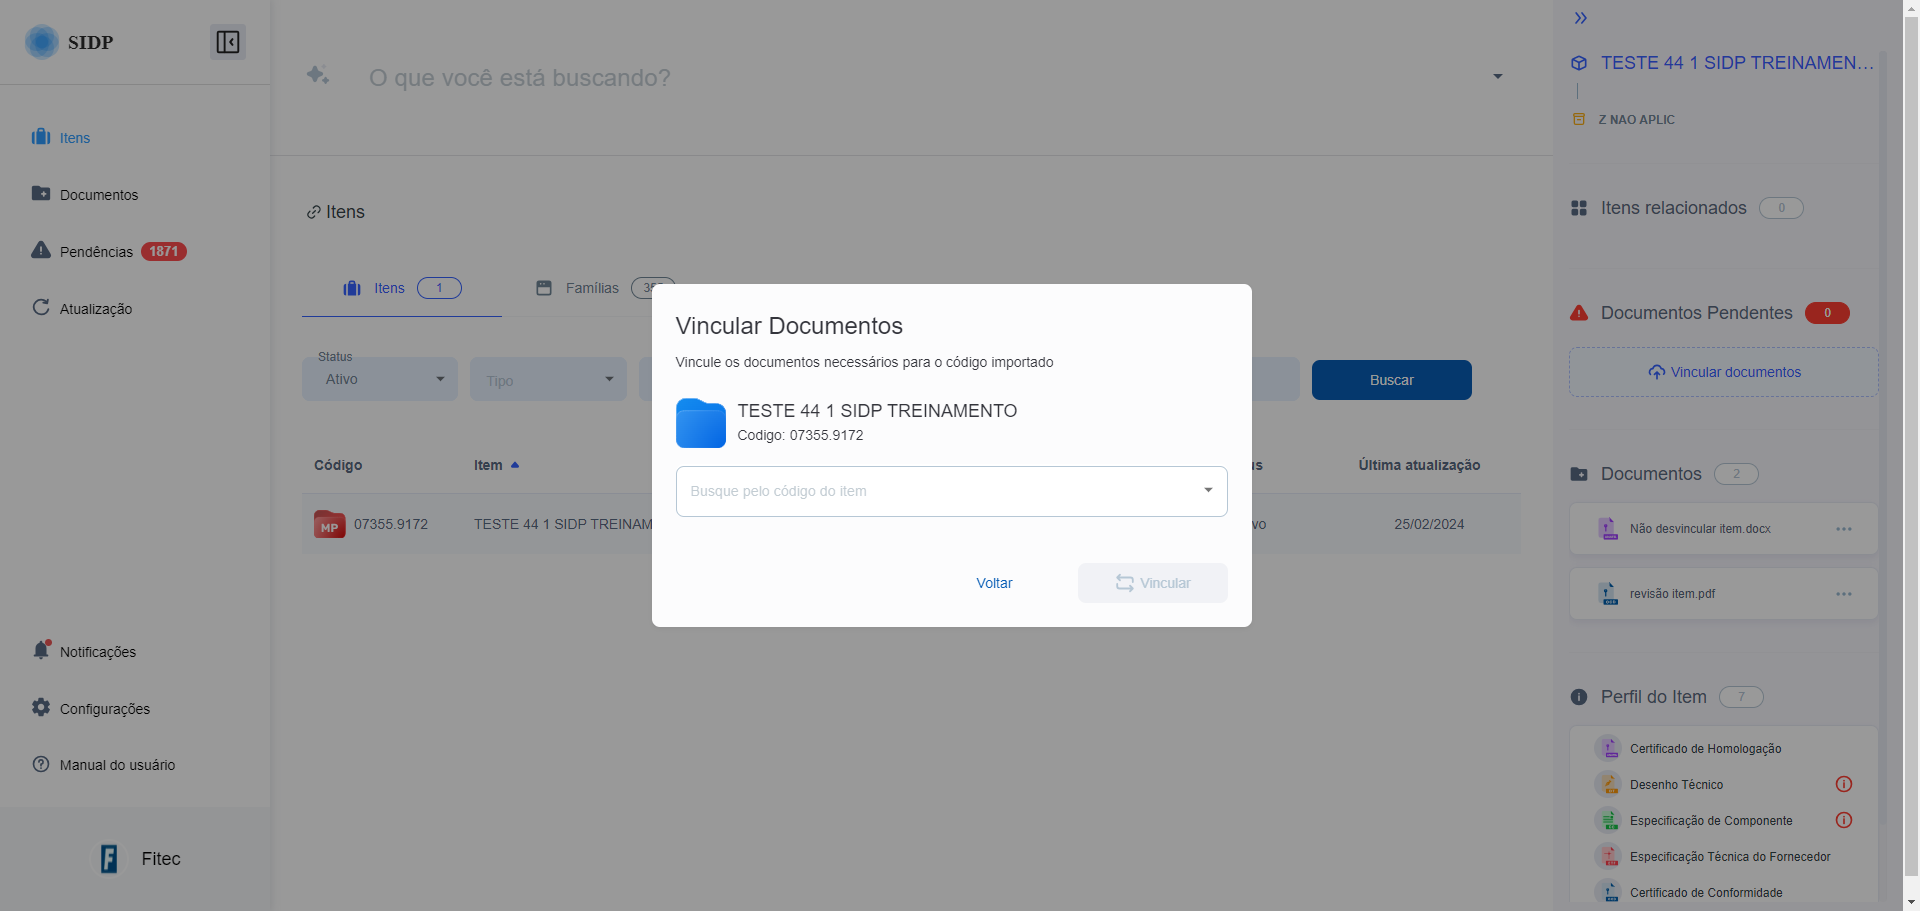 SIDP
Itens
Documentos
Pendências 1871
Atualização
Notificações
Configurações
Manual do usuário
Fitec
O que você está buscando?
Itens
Itens 1
Famílias
Status
Ativo
Tipo
Buscar
Código
Item
Última atualização
MP 07355.9172
TESTE 44 1 SIDP TREINAM
25/02/2024
Vincular Documentos
Vincule os documentos necessários para o código importado
TESTE 44 1 SIDP TREINAMENTO
Codigo: 07355.9172
Busque pelo código do item
Voltar
Vincular
TESTE 44 1 SIDP TREINAMEN...
Z NAO APLIC
Itens relacionados 0
Documentos Pendentes 0
Vincular documentos
Documentos 2
Não desvincular item.docx
revisão item.pdf
Perfil do Item 7
Certificado de Homologação
Desenho Técnico
Especificação de Componente
Especificação Técnica do Fornecedor
Certificado de Conformidade